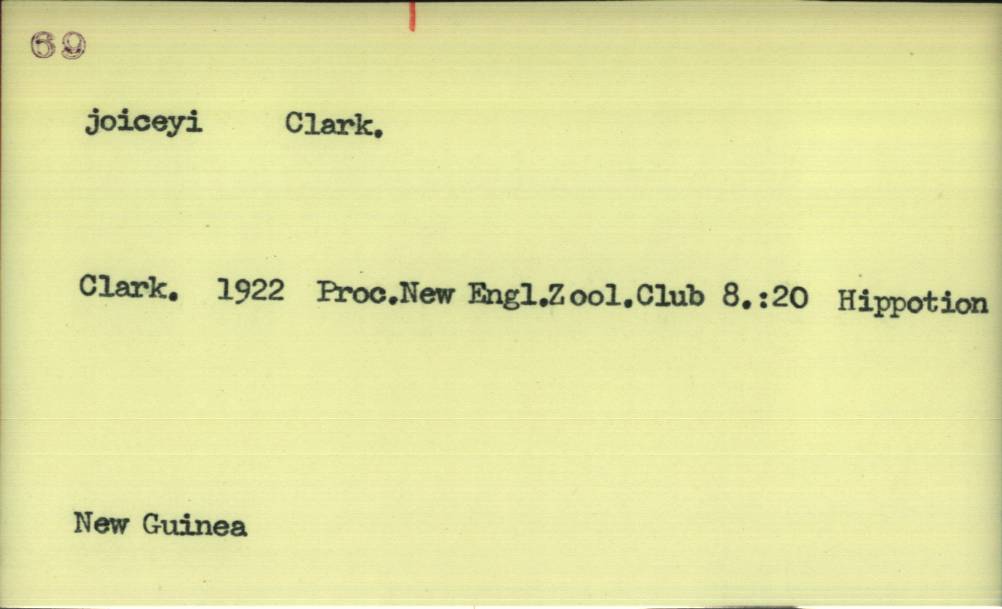 69
joiceyi Clark.
Clark. 1922 Proc.New Engl.Zool.Club 8.:20 Hippotion
New Guinea